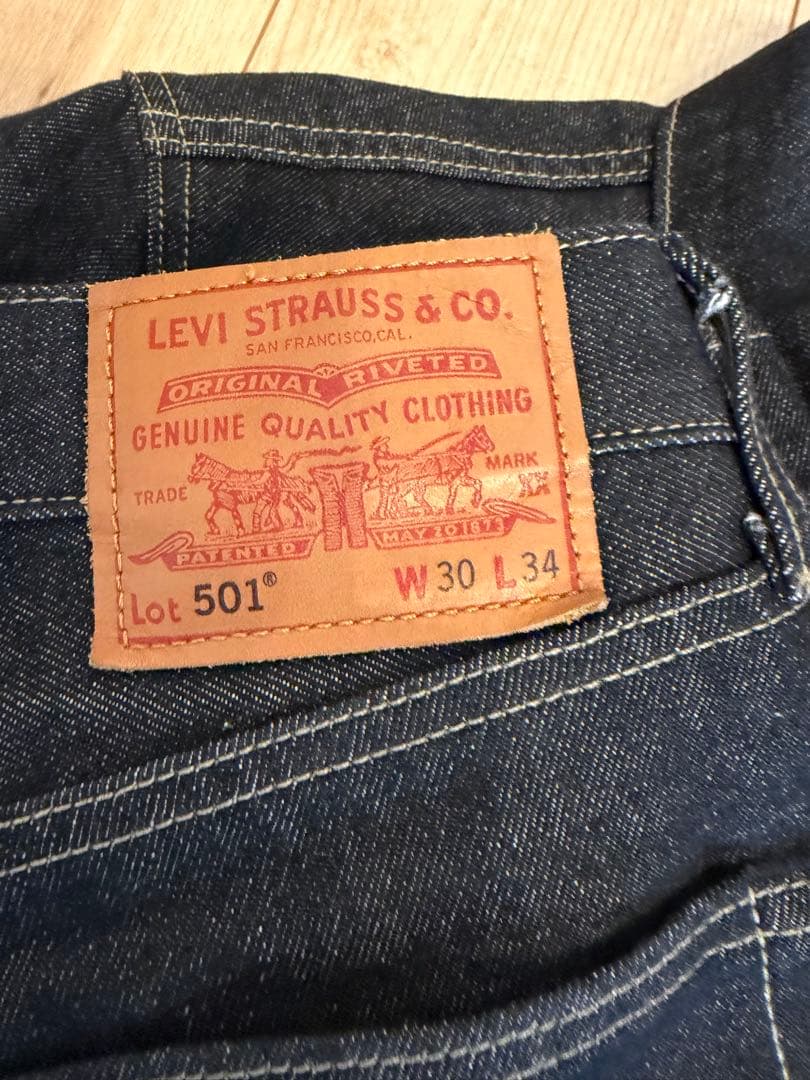 LEVI STRAUSS & CO.
SAN FRANCISCO, CAL.
ORIGINAL RIVETED
GENUINE QUALITY CLOTHING
TRADE MARK
XX
PATENTED MAY 20 1873
Lot 501® W 30 L 34